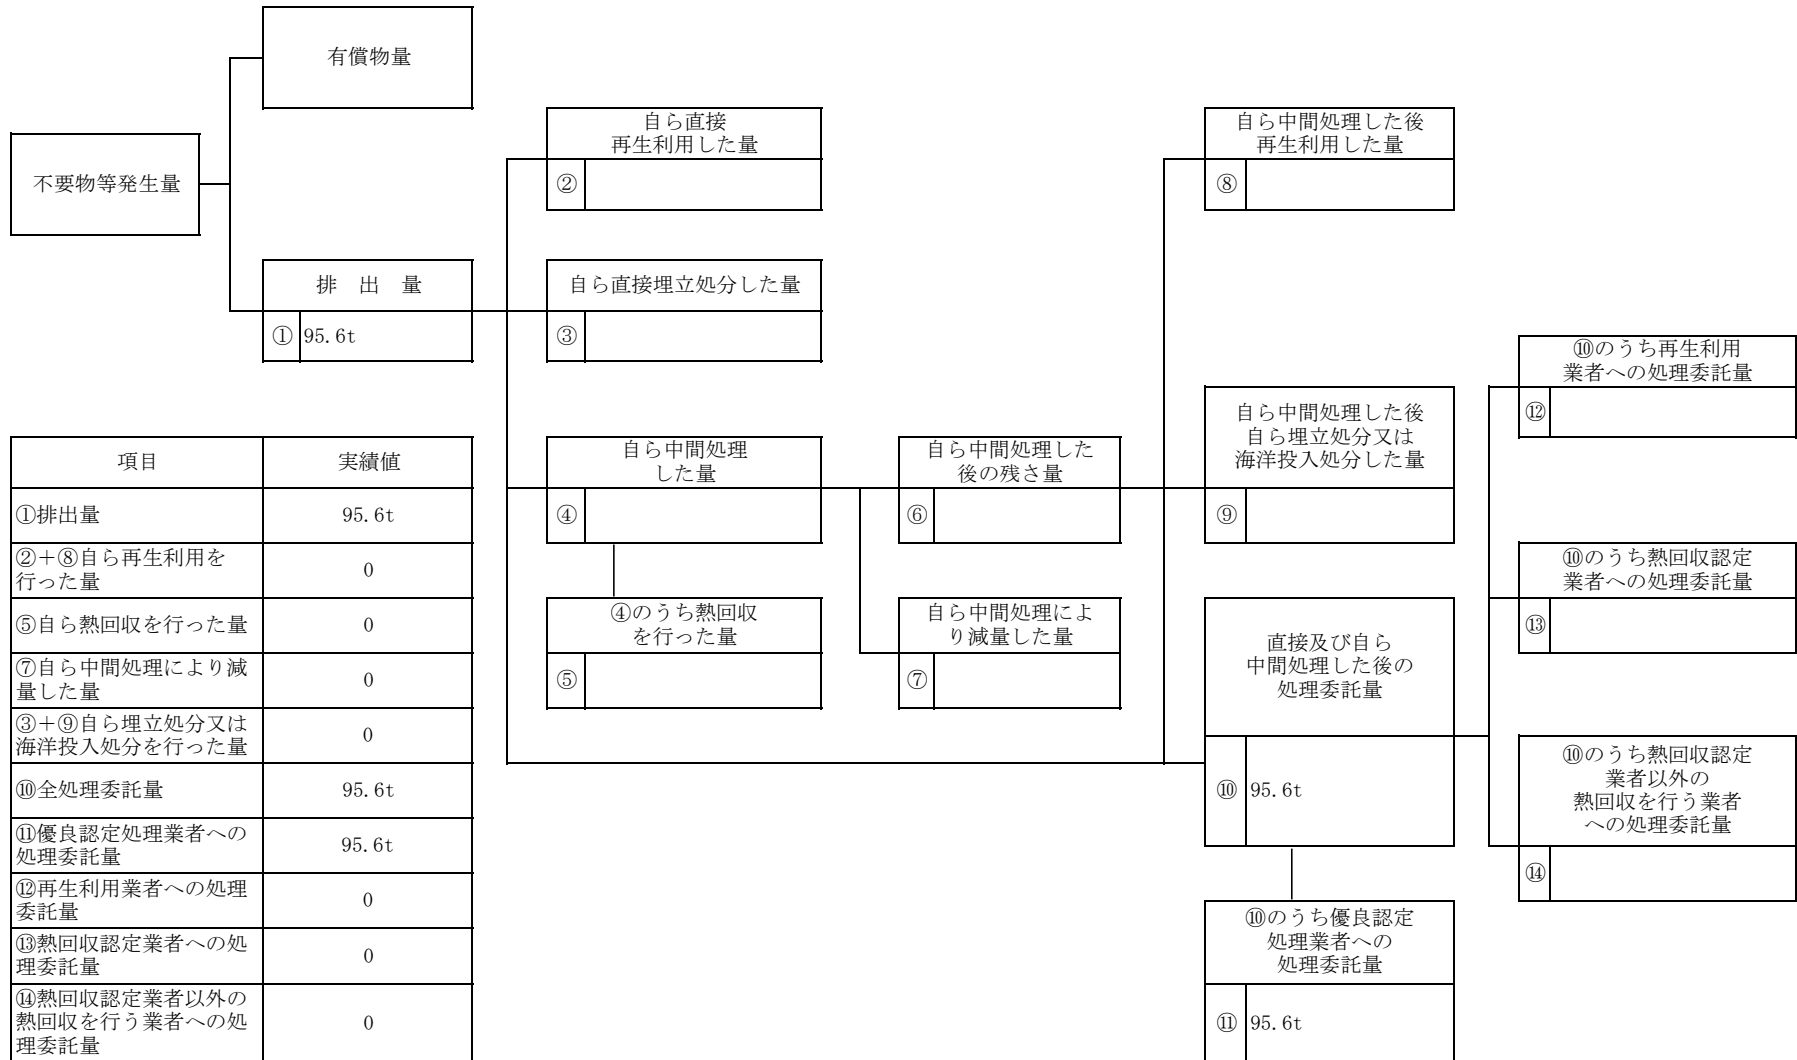 有償物量
不要物等発生量
排　出　量
① 95.6t
自ら直接
再生利用した量
②
自ら直接埋立処分した量
③
自ら中間処理
した量
④
④のうち熱回収
を行った量
⑤
自ら中間処理した
後の残さ量
⑥
自ら中間処理によ
り減量した量
⑦
自ら中間処理した後
再生利用した量
⑧
自ら中間処理した後
自ら埋立処分又は
海洋投入処分した量
⑨
直接及び自ら
中間処理した後の
処理委託量
⑩ 95.6t
⑩のうち優良認定
処理業者への
処理委託量
⑪ 95.6t
⑩のうち再生利用
業者への処理委託量
⑫
⑩のうち熱回収認定
業者への処理委託量
⑬
⑩のうち熱回収認定
業者以外の
熱回収を行う業者
への処理委託量
⑭
項目 実績値
①排出量 95.6t
②＋⑧自ら再生利用を
行った量 0
⑤自ら熱回収を行った量 0
⑦自ら中間処理により減
量した量 0
③＋⑨自ら埋立処分又は
海洋投入処分を行った量 0
⑩全処理委託量 95.6t
⑪優良認定処理業者への
処理委託量 95.6t
⑫再生利用業者への処理
委託量 0
⑬熱回収認定業者への処
理委託量 0
⑭熱回収認定業者以外の
熱回収を行う業者への処
理委託量 0